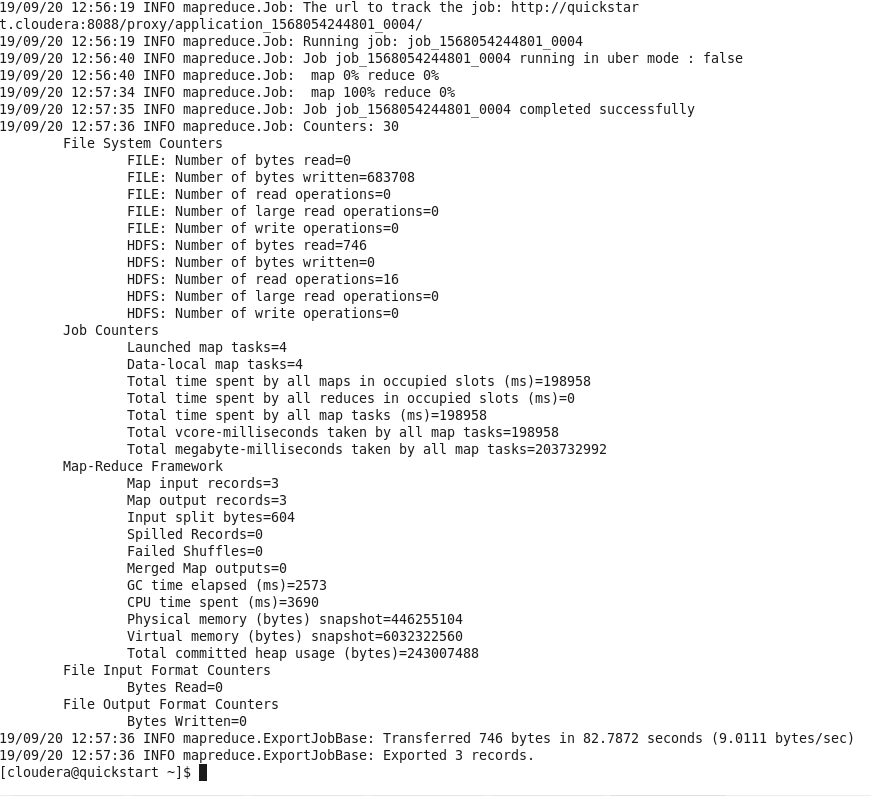 19/09/20 12:56:19 INFO mapreduce.Job: The url to track the job: http://quickstar
t.cloudera:8088/proxy/application_1568054244801_0004/
19/09/20 12:56:19 INFO mapreduce.Job: Running job: job_1568054244801_0004
19/09/20 12:56:40 INFO mapreduce.Job: Job job_1568054244801_0004 running in uber mode : false
19/09/20 12:56:40 INFO mapreduce.Job:  map 0% reduce 0%
19/09/20 12:57:34 INFO mapreduce.Job:  map 100% reduce 0%
19/09/20 12:57:35 INFO mapreduce.Job: Job job_1568054244801_0004 completed successfully
19/09/20 12:57:36 INFO mapreduce.Job: Counters: 30
        File System Counters
                FILE: Number of bytes read=0
                FILE: Number of bytes written=683708
                FILE: Number of read operations=0
                FILE: Number of large read operations=0
                FILE: Number of write operations=0
                HDFS: Number of bytes read=746
                HDFS: Number of bytes written=0
                HDFS: Number of read operations=16
                HDFS: Number of large read operations=0
                HDFS: Number of write operations=0
        Job Counters
                Launched map tasks=4
                Data-local map tasks=4
                Total time spent by all maps in occupied slots (ms)=198958
                Total time spent by all reduces in occupied slots (ms)=0
                Total time spent by all map tasks (ms)=198958
                Total vcore-milliseconds taken by all map tasks=198958
                Total megabyte-milliseconds taken by all map tasks=203732992
        Map-Reduce Framework
                Map input records=3
                Map output records=3
                Input split bytes=604
                Spilled Records=0
                Failed Shuffles=0
                Merged Map outputs=0
                GC time elapsed (ms)=2573
                CPU time spent (ms)=3690
                Physical memory (bytes) snapshot=446255104
                Virtual memory (bytes) snapshot=6032322560
                Total committed heap usage (bytes)=243007488
        File Input Format Counters
                Bytes Read=0
        File Output Format Counters
                Bytes Written=0
19/09/20 12:57:36 INFO mapreduce.ExportJobBase: Transferred 746 bytes in 82.7872 seconds (9.0111 bytes/sec)
19/09/20 12:57:36 INFO mapreduce.ExportJobBase: Exported 3 records.
[cloudera@quickstart ~]$